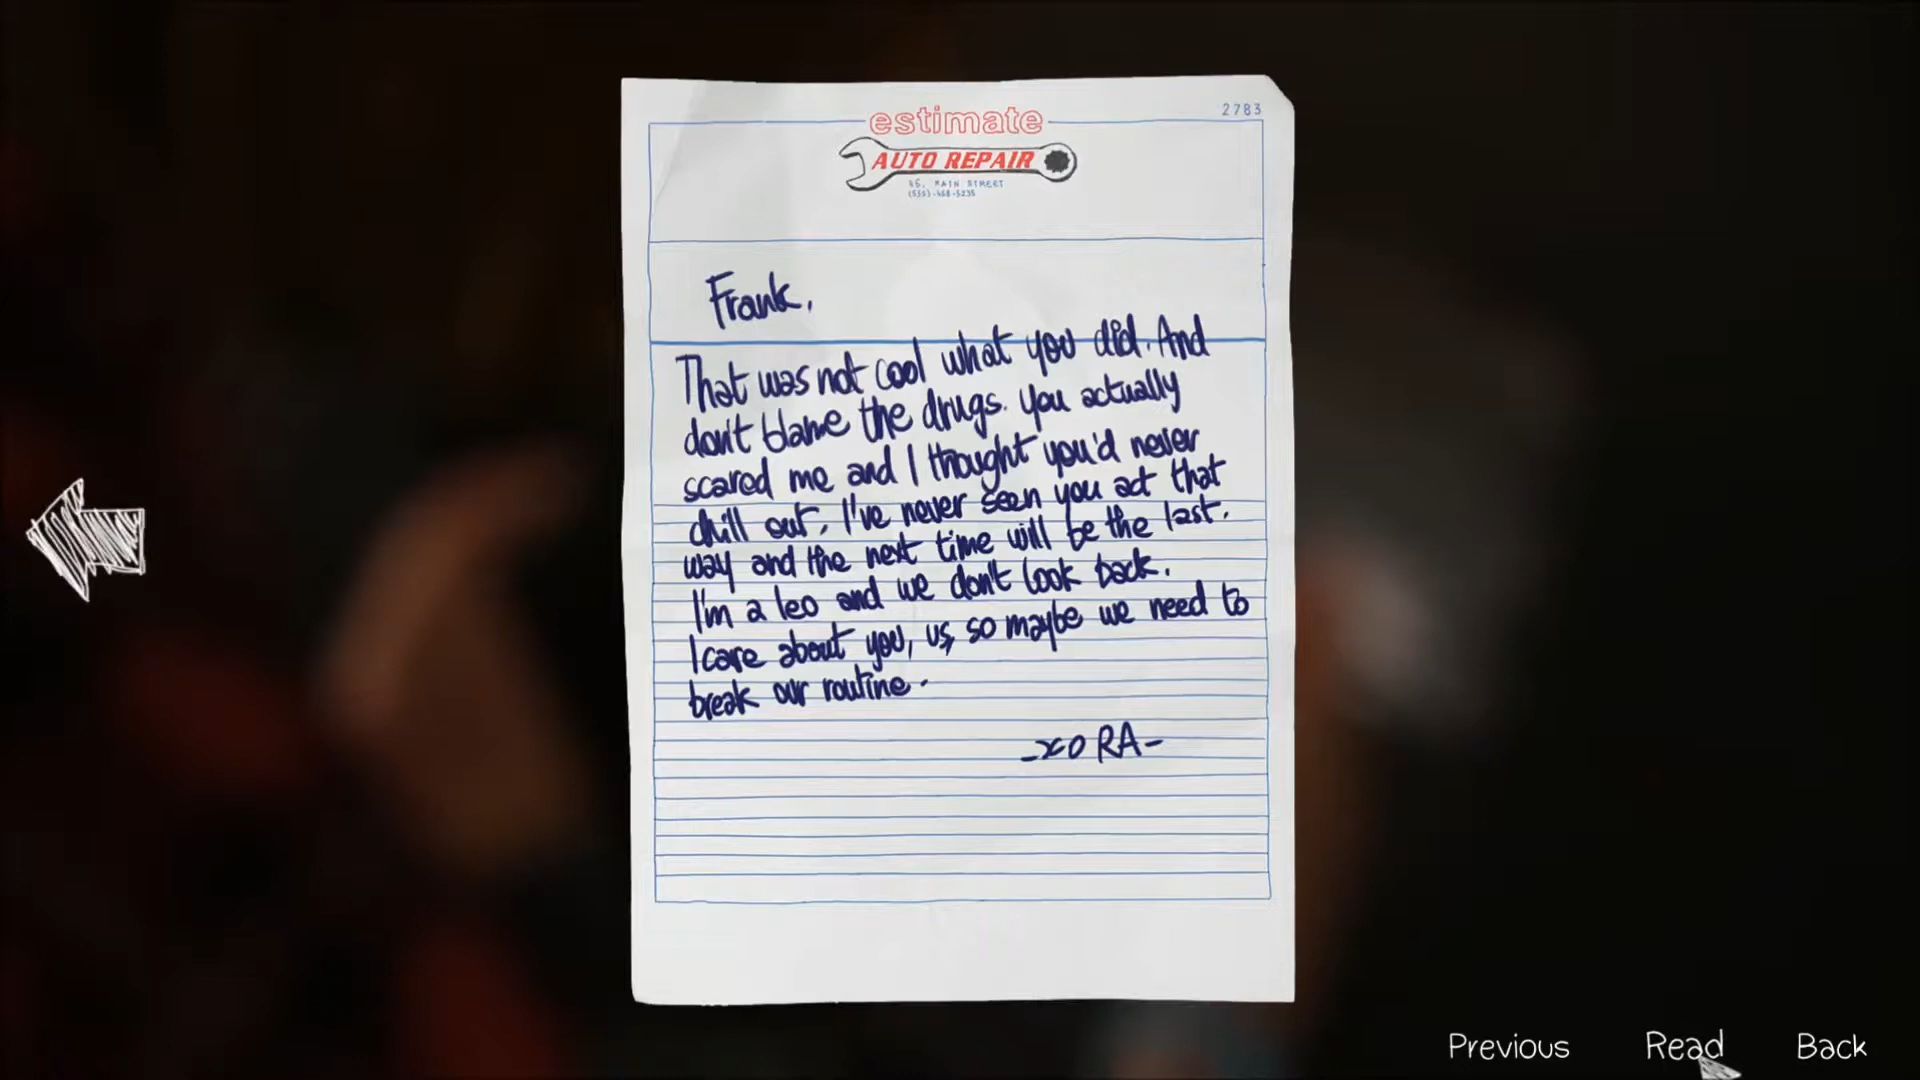 2783
estimate
AUTO REPAIR
45, MAIN STREET
Frank,
That was not cool what you did. And
don't blame the drugs. You actually
scared me and I thought you'd never
chill out, I've never seen you act that
way and the next time will be the last.
I'm a leo and we don't look back.
I care about you, us, so maybe we need to
break our routine.
-xo RA-
Previous
Read
Back